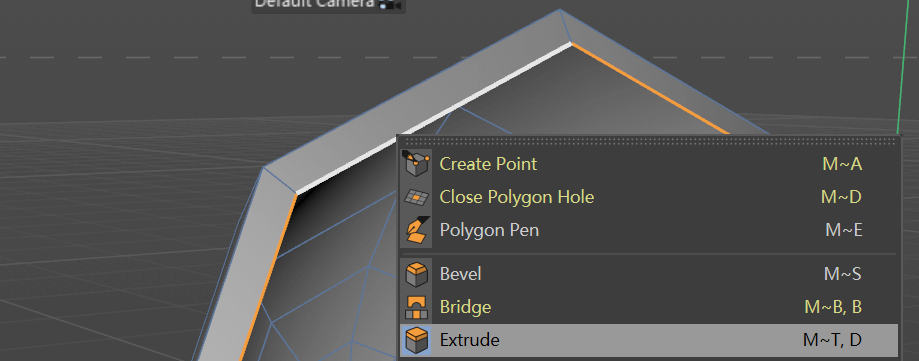 Default Camera
Create Point M~A
Close Polygon Hole M~D
Polygon Pen M~E
Bevel M~S
Bridge M~B, B
Extrude M~T, D